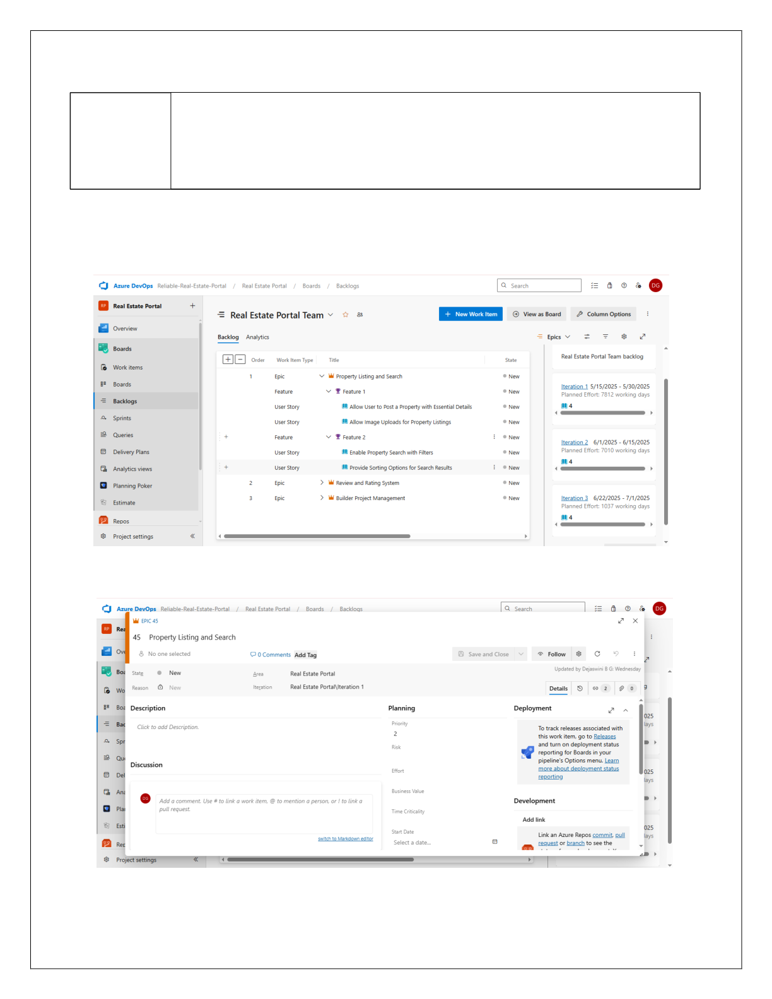 Azure DevOps Reliable-Real-Estate-Portal / Real Estate Portal / Boards / Backlogs
Search
DG
RP Real Estate Portal +
Real Estate Portal Team
+ New Work Item
View as Board
Column Options
Overview
Backlog Analytics
Epics
Boards
Work items
Boards
Backlogs
Sprints
Queries
Delivery Plans
Analytics views
Planning Poker
Estimate
Repos
Project settings
+ − Order Work Item Type Title State
1 Epic Property Listing and Search New
Feature Feature 1 New
User Story Allow User to Post a Property with Essential Details New
User Story Allow Image Uploads for Property Listings New
+ Feature Feature 2 New
User Story Enable Property Search with Filters New
+ User Story Provide Sorting Options for Search Results New
2 Epic Review and Rating System New
3 Epic Builder Project Management New
Real Estate Portal Team backlog
Iteration 1 5/15/2025 - 5/30/2025
Planned Effort: 7812 working days
4
Iteration 2 6/1/2025 - 6/15/2025
Planned Effort: 7010 working days
4
Iteration 3 6/22/2025 - 7/1/2025
Planned Effort: 1037 working days
4
Azure DevOps Reliable-Real-Estate-Portal / Real Estate Portal / Boards / Backlogs
Search
DG
RP Rea
Ove
Boa
Wo
Boa
Bac
Spr
Que
Del
Ana
Plan
Esti
Rep
Project settings
EPIC 45
45 Property Listing and Search
No one selected
0 Comments Add Tag
Save and Close
Follow
State New
Area Real Estate Portal
Updated by Dejaswini B G: Wednesday
Reason New
Iteration Real Estate Portal\Iteration 1
Details 2 0
Description
Click to add Description.
Discussion
DG
Add a comment. Use # to link a work item, @ to mention a person, or ! to link a
pull request.
switch to Markdown editor
Planning
Priority
2
Risk
Effort
Business Value
Time Criticality
Start Date
Select a date...
Deployment
To track releases associated with
this work item, go to Releases
and turn on deployment status
reporting for Boards in your
pipeline's Options menu. Learn
more about deployment status
reporting
Development
Add link
Link an Azure Repos commit, pull
request or branch to see the
g
025
days
025
days
025
days